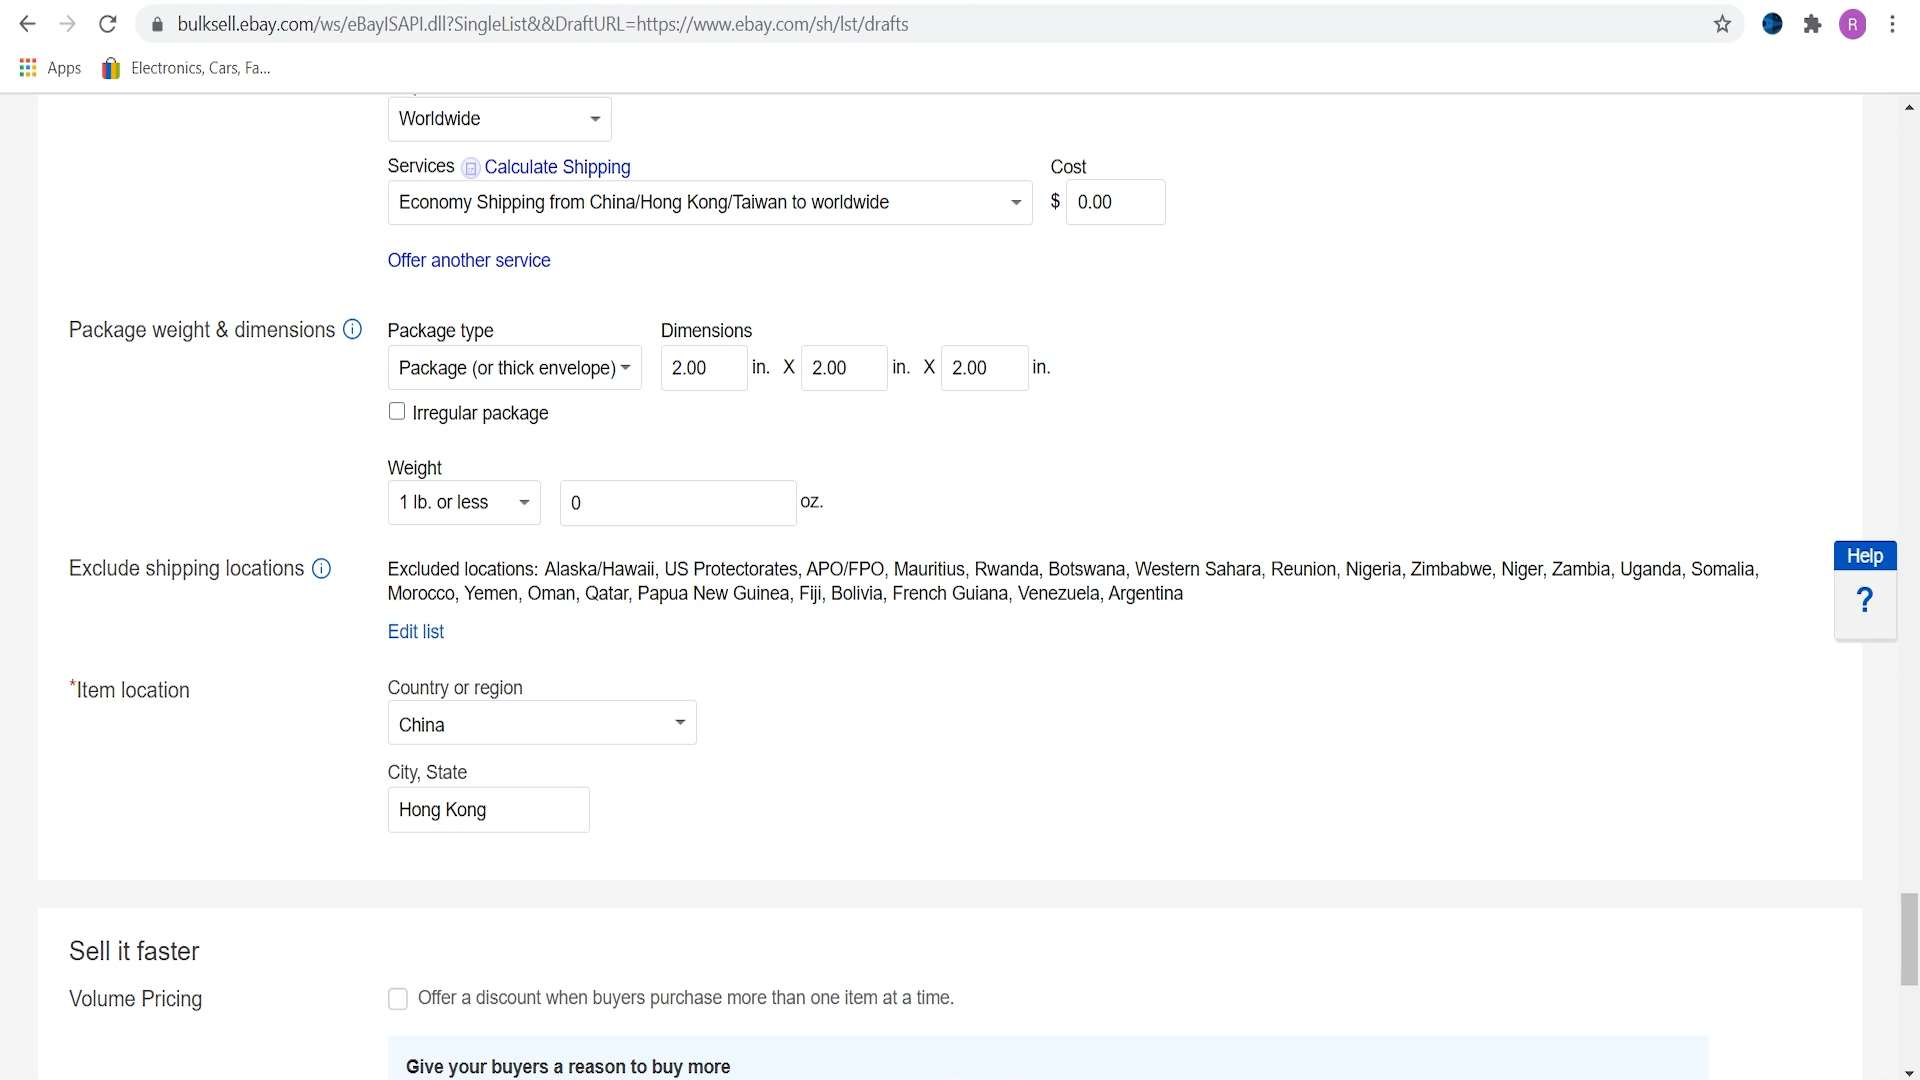 bulksell.ebay.com/ws/eBayISAPI.dll?SingleList&&DraftURL=https://www.ebay.com/sh/lst/drafts
R
Apps
Electronics, Cars, Fa...
Worldwide
Services Calculate Shipping Cost
Economy Shipping from China/Hong Kong/Taiwan to worldwide $ 0.00
Offer another service
Package weight & dimensions Package type Dimensions
Package (or thick envelope) 2.00 in. X 2.00 in. X 2.00 in.
Irregular package
Weight
1 lb. or less 0 oz.
Exclude shipping locations Excluded locations: Alaska/Hawaii, US Protectorates, APO/FPO, Mauritius, Rwanda, Botswana, Western Sahara, Reunion, Nigeria, Zimbabwe, Niger, Zambia, Uganda, Somalia,
Morocco, Yemen, Oman, Qatar, Papua New Guinea, Fiji, Bolivia, French Guiana, Venezuela, Argentina
Help
?
Edit list
*Item location Country or region
China
City, State
Hong Kong
Sell it faster
Volume Pricing Offer a discount when buyers purchase more than one item at a time.
Give your buyers a reason to buy more